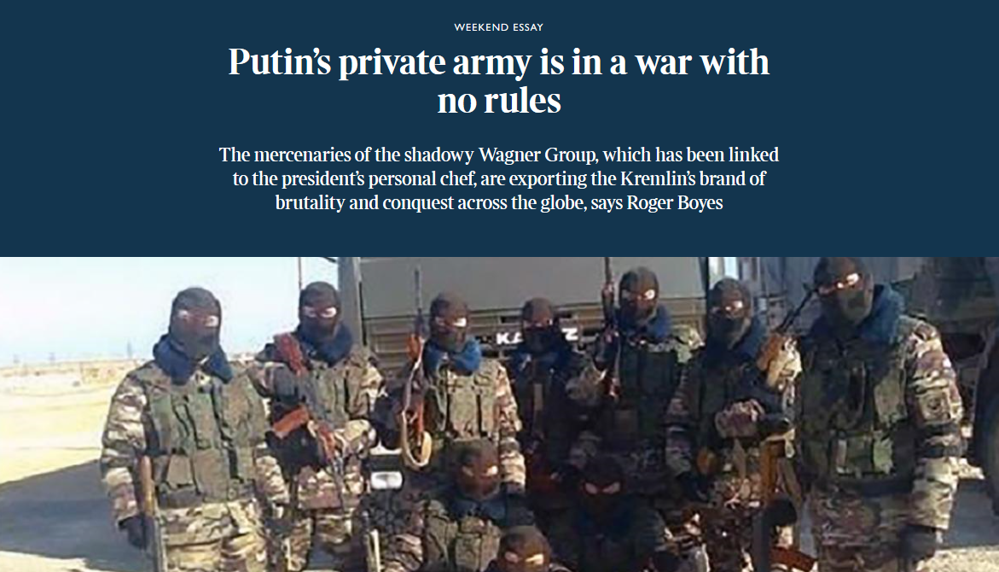 WEEKEND ESSAY
Putin's private army is in a war with
no rules
The mercenaries of the shadowy Wagner Group, which has been linked
to the president's personal chef, are exporting the Kremlin's brand of
brutality and conquest across the globe, says Roger Boyes